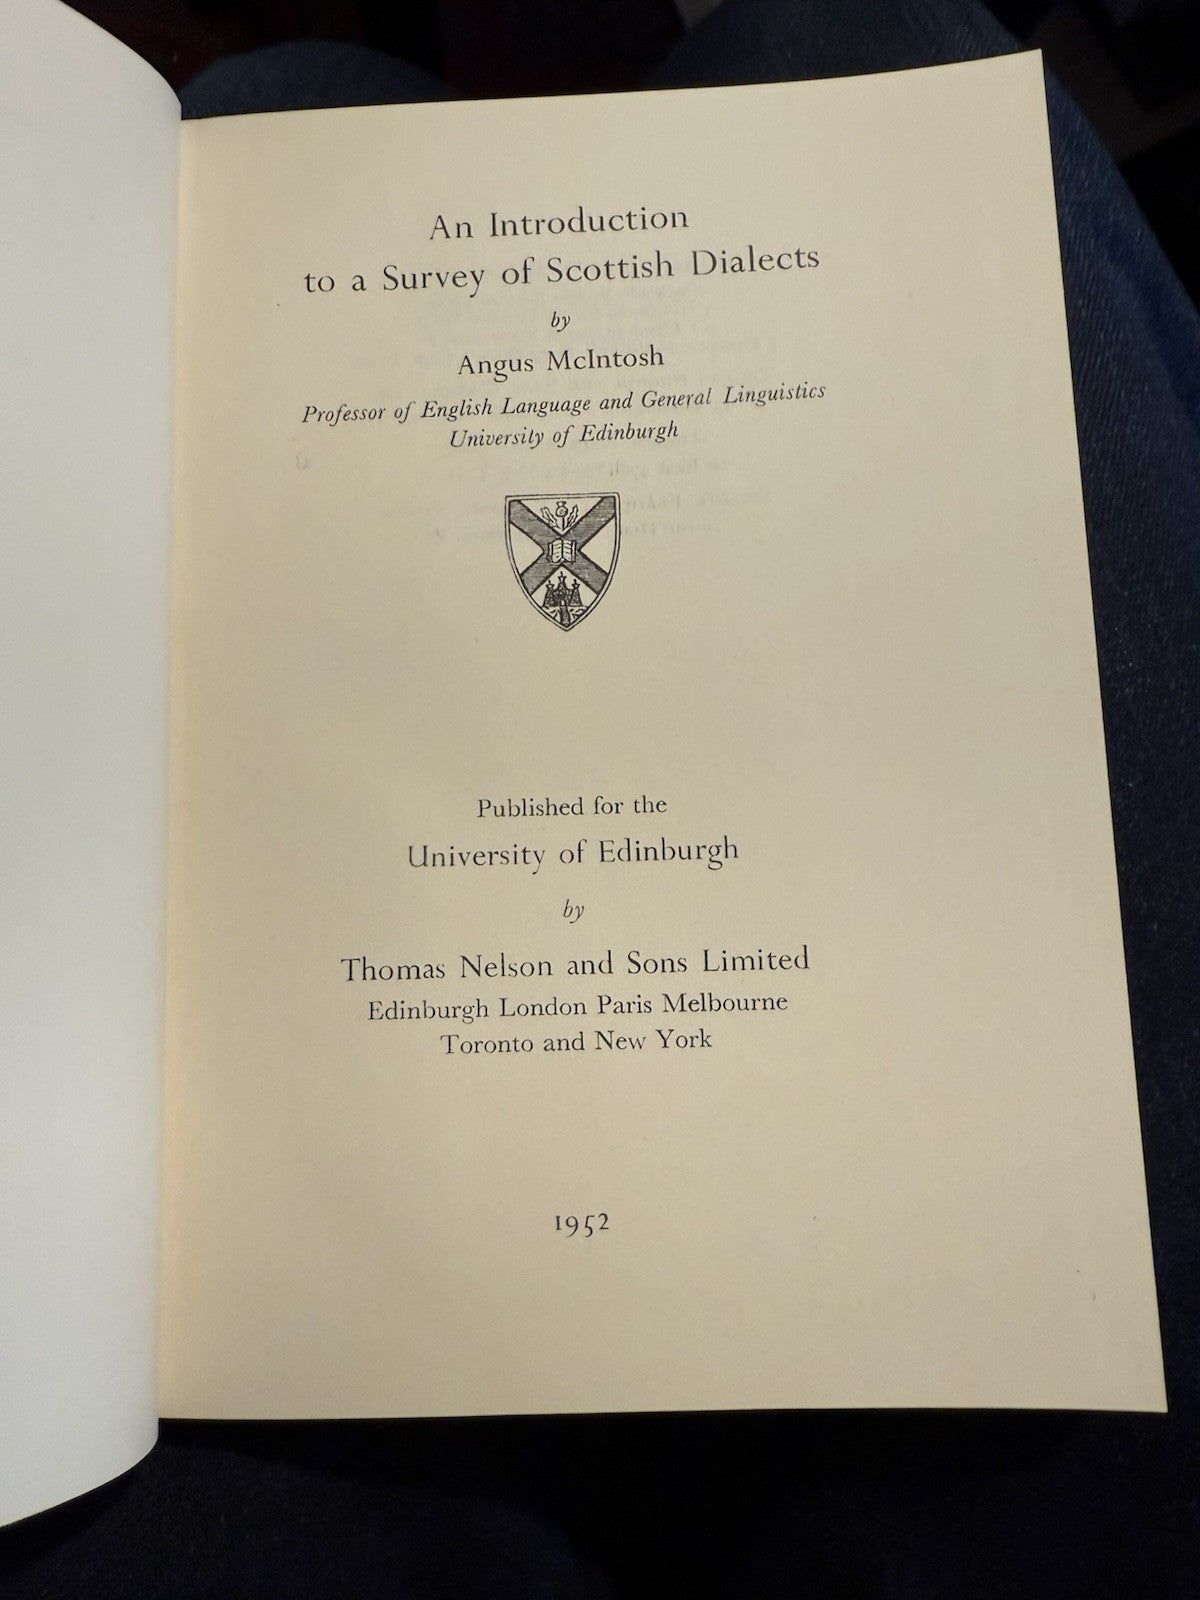 An Introduction
to a Survey of Scottish Dialects
by
Angus McIntosh
Professor of English Language and General Linguistics
University of Edinburgh
Published for the
University of Edinburgh
by
Thomas Nelson and Sons Limited
Edinburgh London Paris Melbourne
Toronto and New York
1952